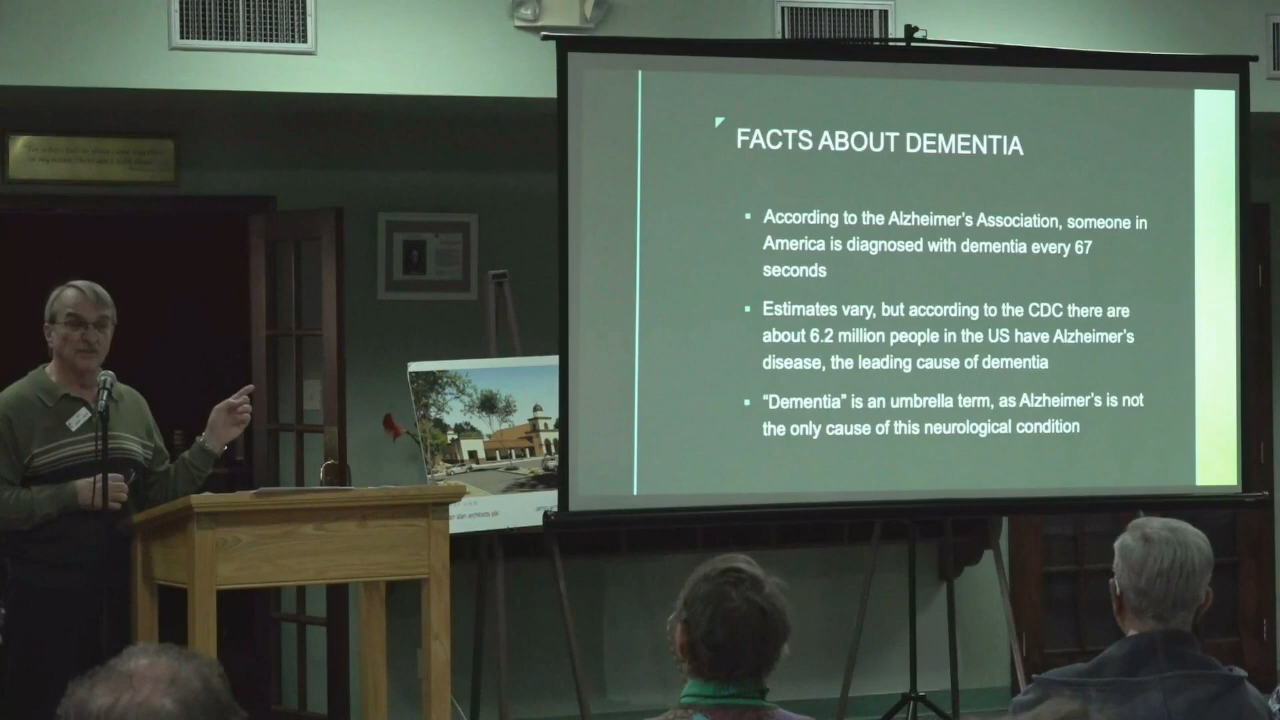 FACTS ABOUT DEMENTIA
According to the Alzheimer's Association, someone in
America is diagnosed with dementia every 67
seconds
Estimates vary, but according to the CDC there are
about 6.2 million people in the US have Alzheimer's
disease, the leading cause of dementia
"Dementia" is an umbrella term, as Alzheimer's is not
the only cause of this neurological condition